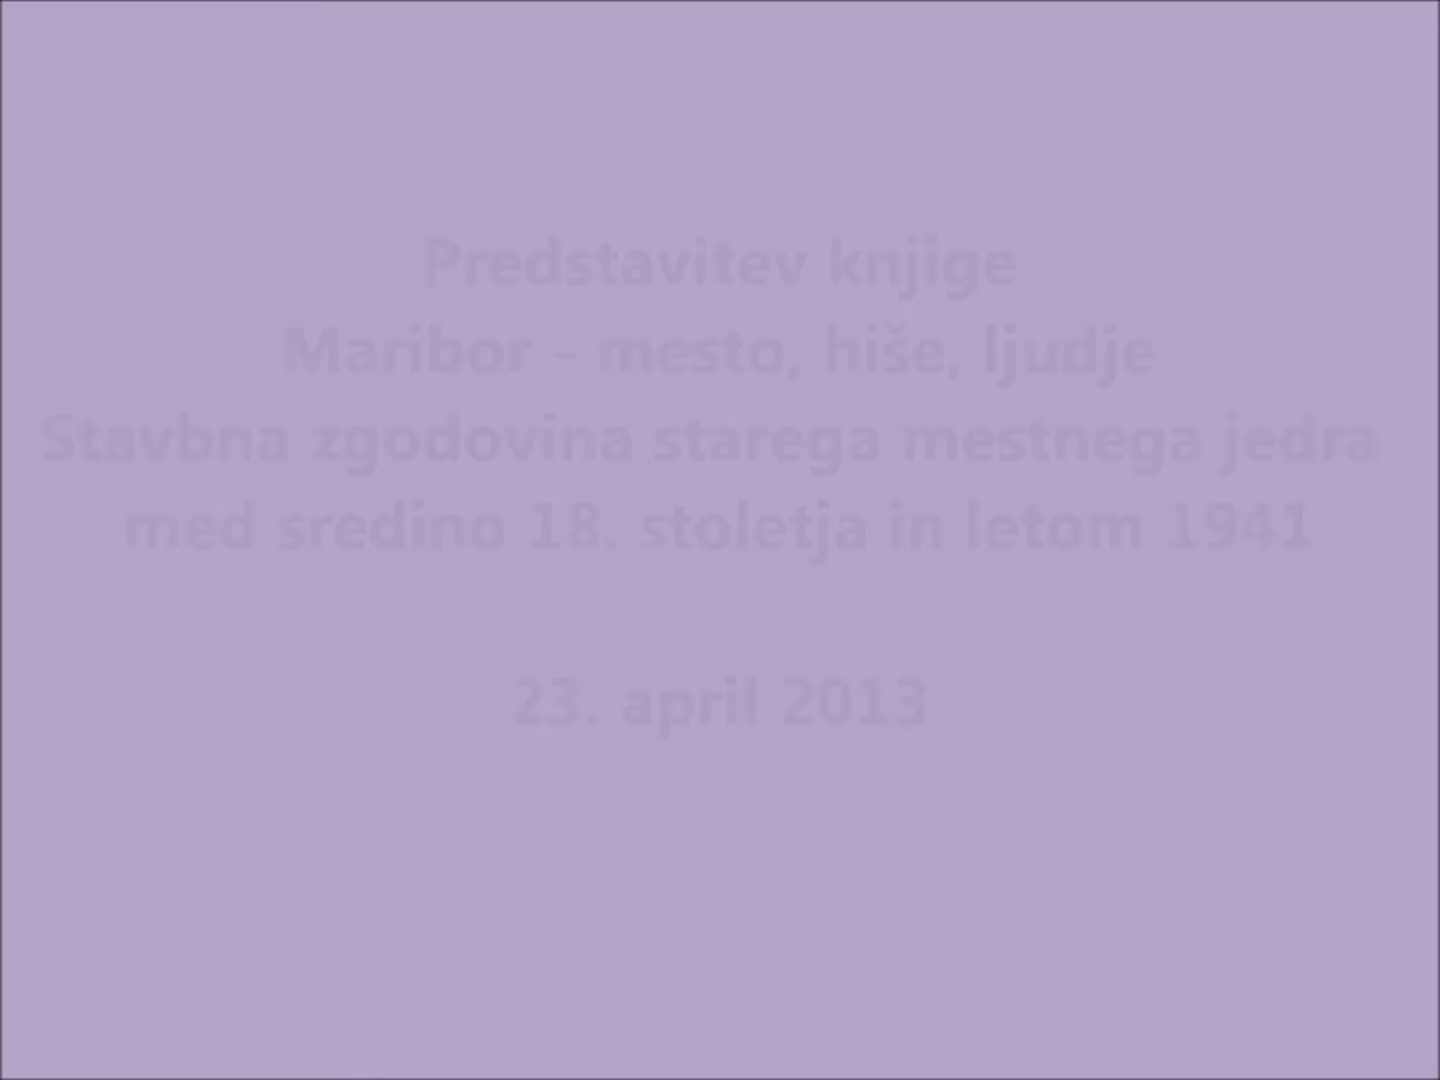 Predstavitev knjige
Maribor - mesto, hiše, ljudje
Stavbna zgodovina starega mestnega jedra
med sredino 18. stoletja in letom 1941
23. april 2013